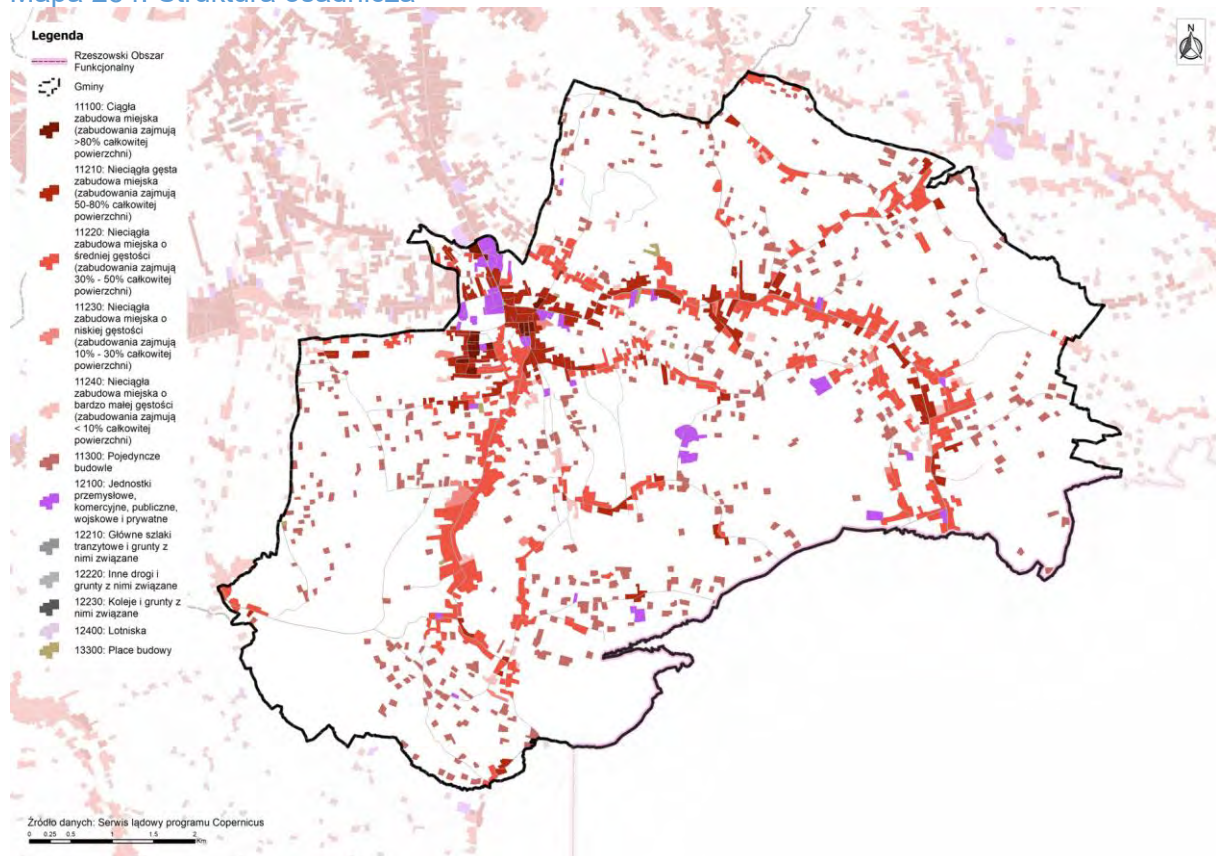 Struktura osadnicza
Legenda
Rzeszowski Obszar
Funkcjonalny
Gminy
11100: Ciągła
zabudowa miejska
(zabudowania zajmują
>80% całkowitej
powierzchni)
11210: Nieciągła gęsta
zabudowa miejska
(zabudowania zajmują
50-80% całkowitej
powierzchni)
11220: Nieciągła
zabudowa miejska o
średniej gęstości
(zabudowania zajmują
30% - 50% całkowitej
powierzchni)
11230: Nieciągła
zabudowa miejska o
niskiej gęstości
(zabudowania zajmują
10% - 30% całkowitej
powierzchni)
11240: Nieciągła
zabudowa miejska o
bardzo małej gęstości
(zabudowania zajmują
< 10% całkowitej
powierzchni)
11300: Pojedyncze
budowle
12100: Jednostki
przemysłowe,
komercyjne, publiczne,
wojskowe i prywatne
12210: Główne szlaki
tranzytowe i grunty z
nimi związane
12220: Inne drogi i
grunty z nimi związane
12230: Koleje i grunty z
nimi związane
12400: Lotniska
13300: Place budowy
Źródło danych: Serwis lądowy programu Copernicus
0 0.25 0.5 1 1.5 2
Km
N